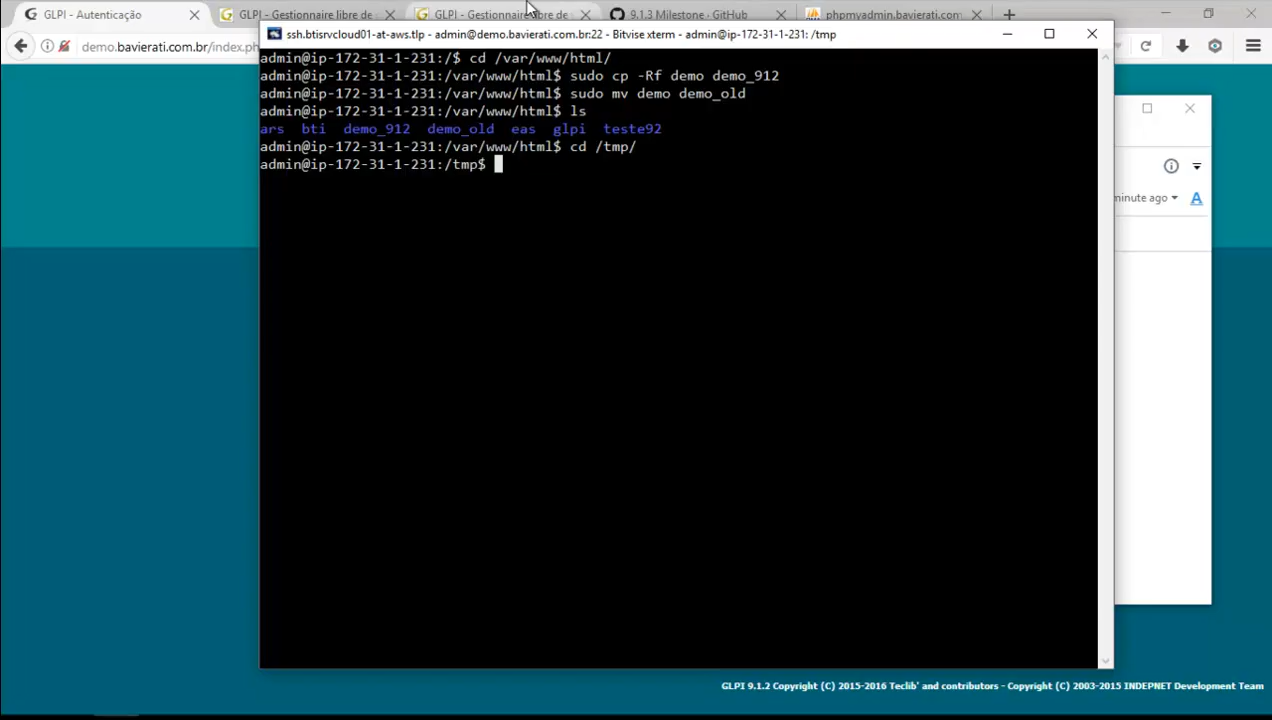 GLPI - Autenticação
GLPI - Gestionnaire libre de
GLPI - Gestionnaire libre de
9.1.3 Milestone · GitHub
phpmyadmin.bavierati.com
demo.bavierati.com.br/index.ph
ssh.btisrvcloud01-at-aws.tlp - admin@demo.bavierati.com.br:22 - Bitvise xterm - admin@ip-172-31-1-231: /tmp
admin@ip-172-31-1-231:/$ cd /var/www/html/
admin@ip-172-31-1-231:/var/www/html$ sudo cp -Rf demo demo_912
admin@ip-172-31-1-231:/var/www/html$ sudo mv demo demo_old
admin@ip-172-31-1-231:/var/www/html$ ls
ars bti demo_912 demo_old eas glpi teste92
admin@ip-172-31-1-231:/var/www/html$ cd /tmp/
admin@ip-172-31-1-231:/tmp$
minute ago
A
GLPI 9.1.2 Copyright (C) 2015-2016 Teclib' and contributors - Copyright (C) 2003-2015 INDEPNET Development Team